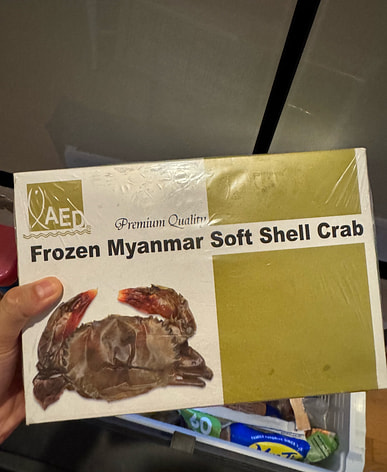 AED
Premium Quality
Frozen Myanmar Soft Shell Crab